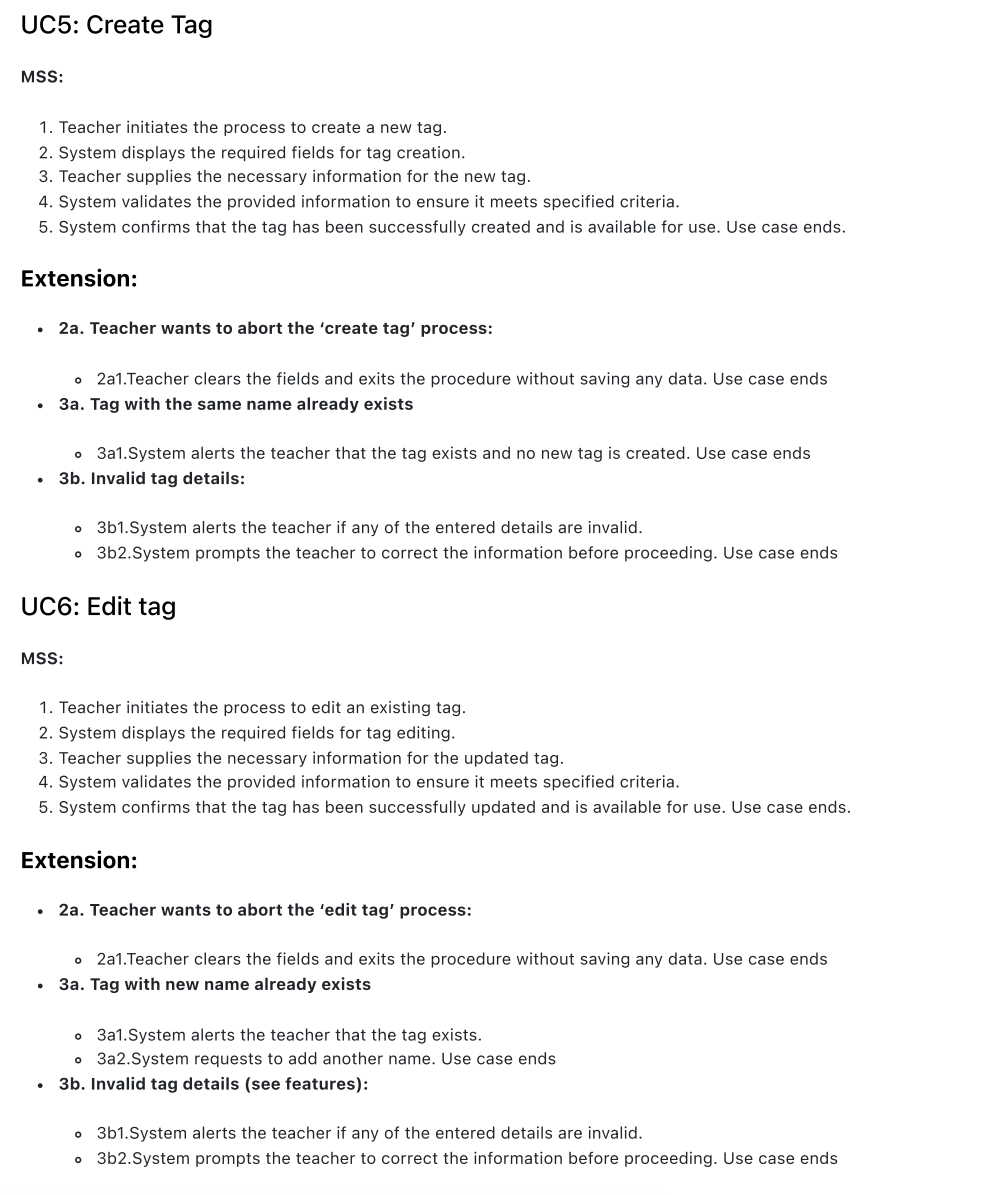 UC5: Create Tag
MSS:
1. Teacher initiates the process to create a new tag.
2. System displays the required fields for tag creation.
3. Teacher supplies the necessary information for the new tag.
4. System validates the provided information to ensure it meets specified criteria.
5. System confirms that the tag has been successfully created and is available for use. Use case ends.
Extension:
• 2a. Teacher wants to abort the ‘create tag’ process:
◦ 2a1.Teacher clears the fields and exits the procedure without saving any data. Use case ends
• 3a. Tag with the same name already exists
◦ 3a1.System alerts the teacher that the tag exists and no new tag is created. Use case ends
• 3b. Invalid tag details:
◦ 3b1.System alerts the teacher if any of the entered details are invalid.
◦ 3b2.System prompts the teacher to correct the information before proceeding. Use case ends
UC6: Edit tag
MSS:
1. Teacher initiates the process to edit an existing tag.
2. System displays the required fields for tag editing.
3. Teacher supplies the necessary information for the updated tag.
4. System validates the provided information to ensure it meets specified criteria.
5. System confirms that the tag has been successfully updated and is available for use. Use case ends.
Extension:
• 2a. Teacher wants to abort the ‘edit tag’ process:
◦ 2a1.Teacher clears the fields and exits the procedure without saving any data. Use case ends
• 3a. Tag with new name already exists
◦ 3a1.System alerts the teacher that the tag exists.
◦ 3a2.System requests to add another name. Use case ends
• 3b. Invalid tag details (see features):
◦ 3b1.System alerts the teacher if any of the entered details are invalid.
◦ 3b2.System prompts the teacher to correct the information before proceeding. Use case ends